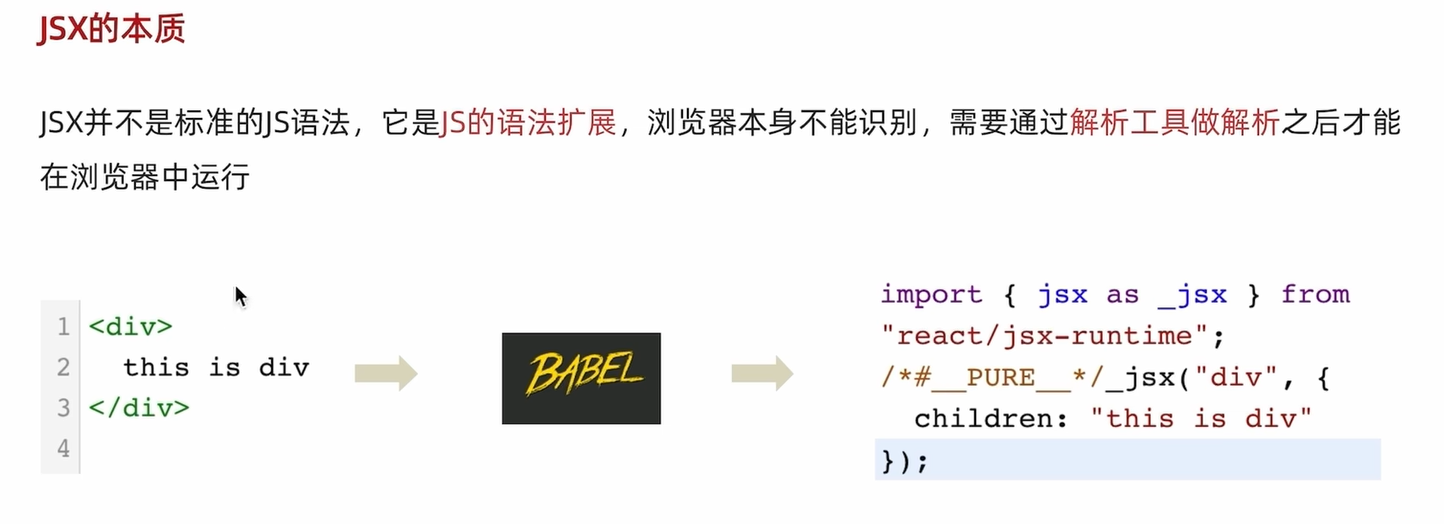 JSX的本质
JSX并不是标准的JS语法，它是JS的语法扩展，浏览器本身不能识别，需要通过解析工具做解析之后才能
在浏览器中运行
1 <div>
2   this is div
3 </div>
4
BABEL
import { jsx as _jsx } from
"react/jsx-runtime";
/*#__PURE__*/_jsx("div", {
  children: "this is div"
});